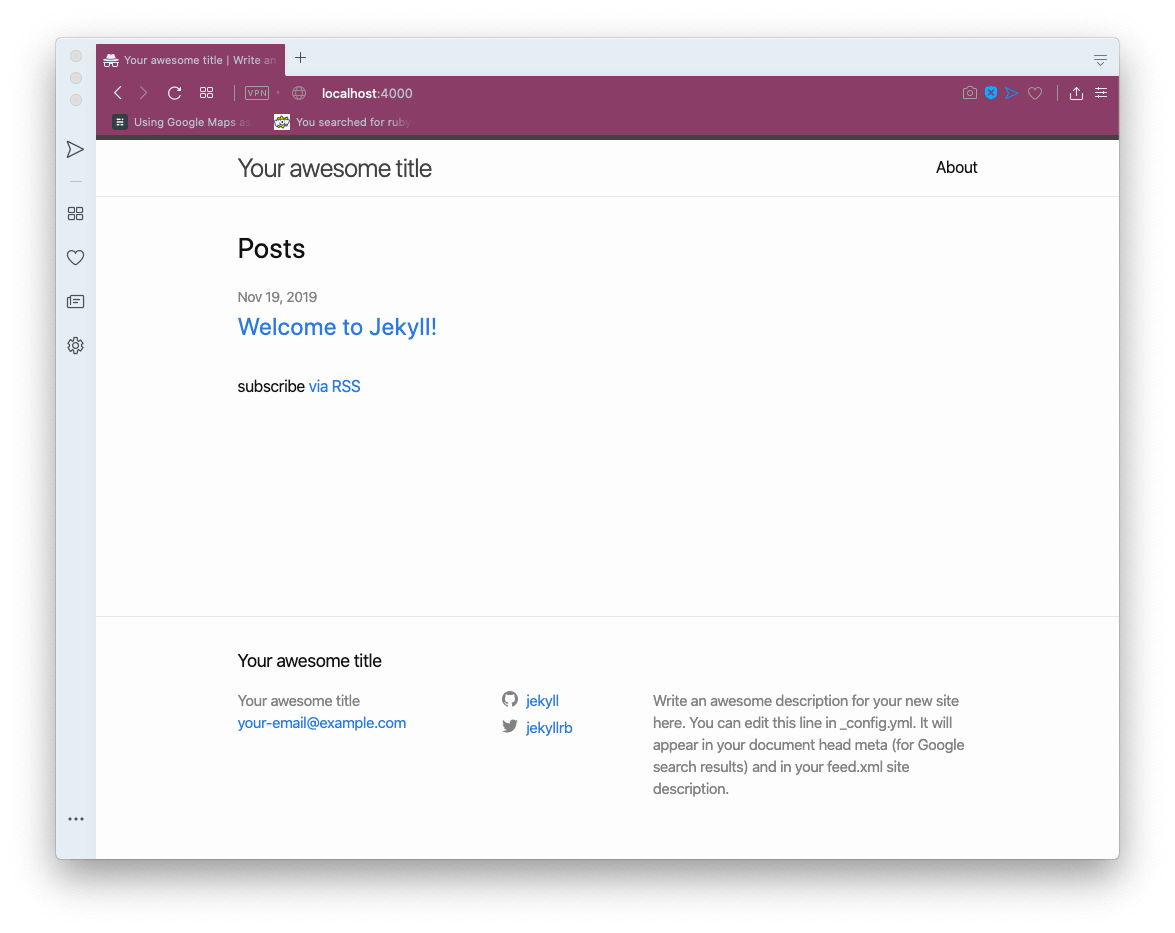 Your awesome title | Write an
VPN
localhost:4000
Using Google Maps as
You searched for ruby
Your awesome title
About
Posts
Nov 19, 2019
Welcome to Jekyll!
subscribe via RSS
Your awesome title
Your awesome title
your-email@example.com
jekyll
jekyllrb
Write an awesome description for your new site
here. You can edit this line in _config.yml. It will
appear in your document head meta (for Google
search results) and in your feed.xml site
description.